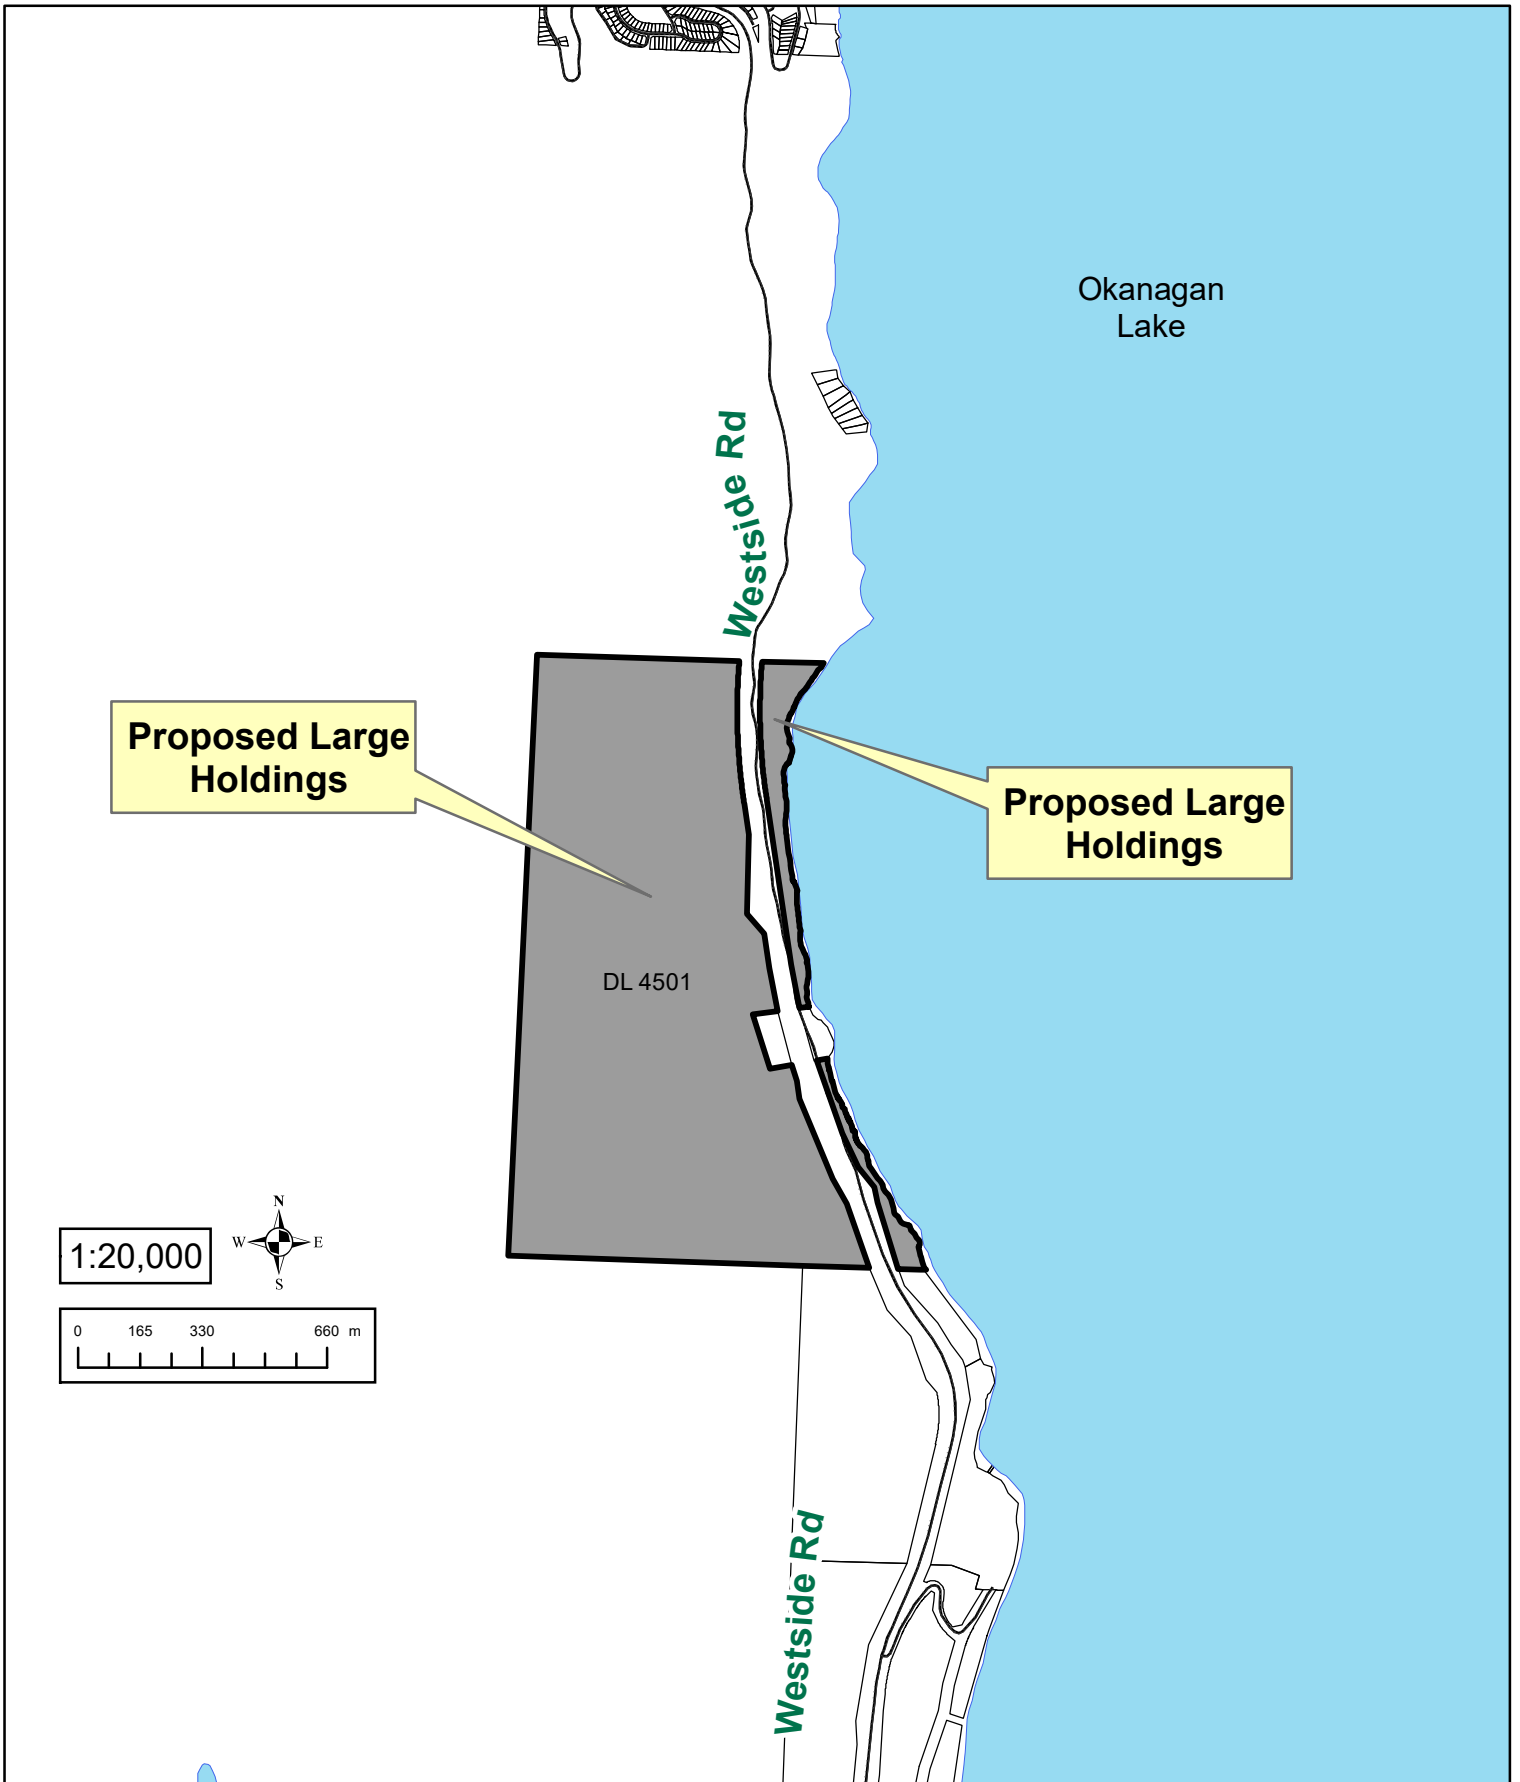 Okanagan
Lake
Westside Rd
Proposed Large
Holdings
Proposed Large
Holdings
DL 4501
N
W E
S
1:20,000
0 165 330 660 m
Westside Rd